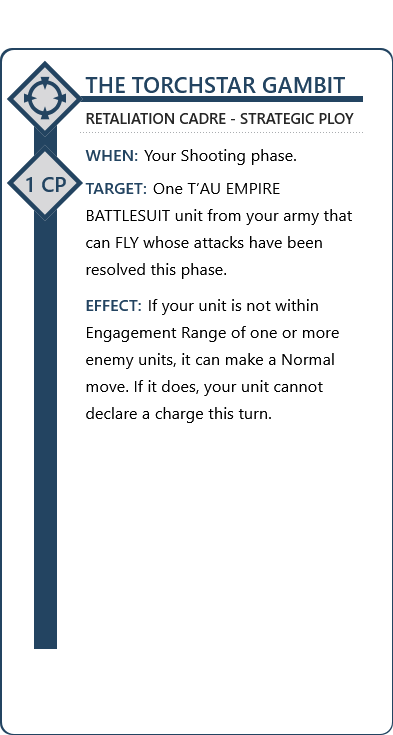 THE TORCHSTAR GAMBIT
RETALIATION CADRE - STRATEGIC PLOY
1 CP
WHEN: Your Shooting phase.
TARGET: One T’AU EMPIRE
BATTLESUIT unit from your army that
can FLY whose attacks have been
resolved this phase.
EFFECT: If your unit is not within
Engagement Range of one or more
enemy units, it can make a Normal
move. If it does, your unit cannot
declare a charge this turn.